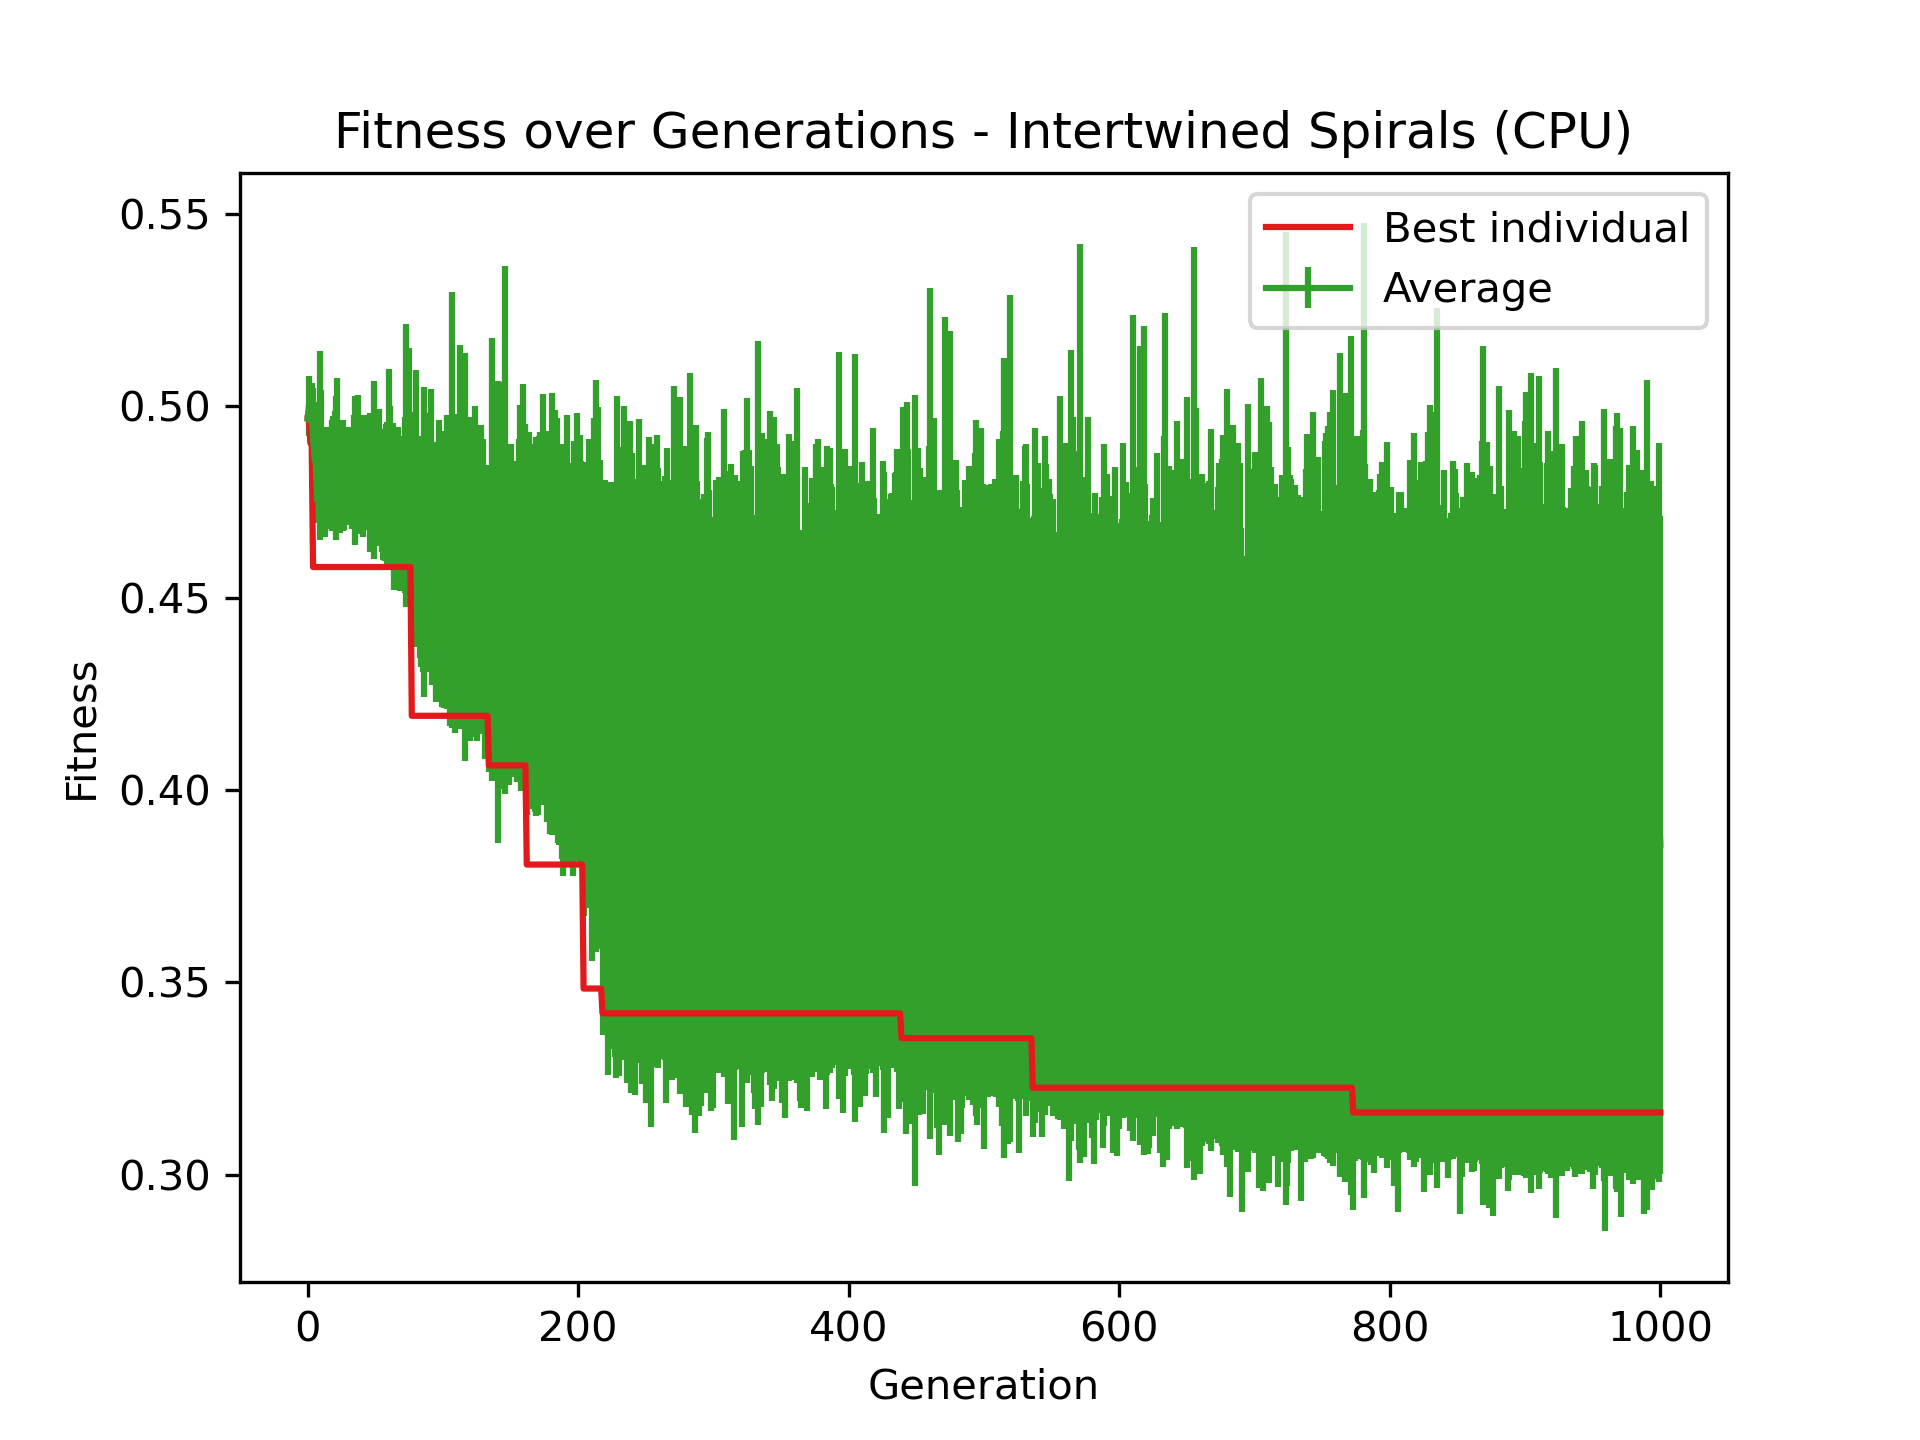 Fitness over Generations - Intertwined Spirals (CPU)
Best individual
Average
0.55
0.50
0.45
0.40
0.35
0.30
Fitness
0
200
400
600
800
1000
Generation